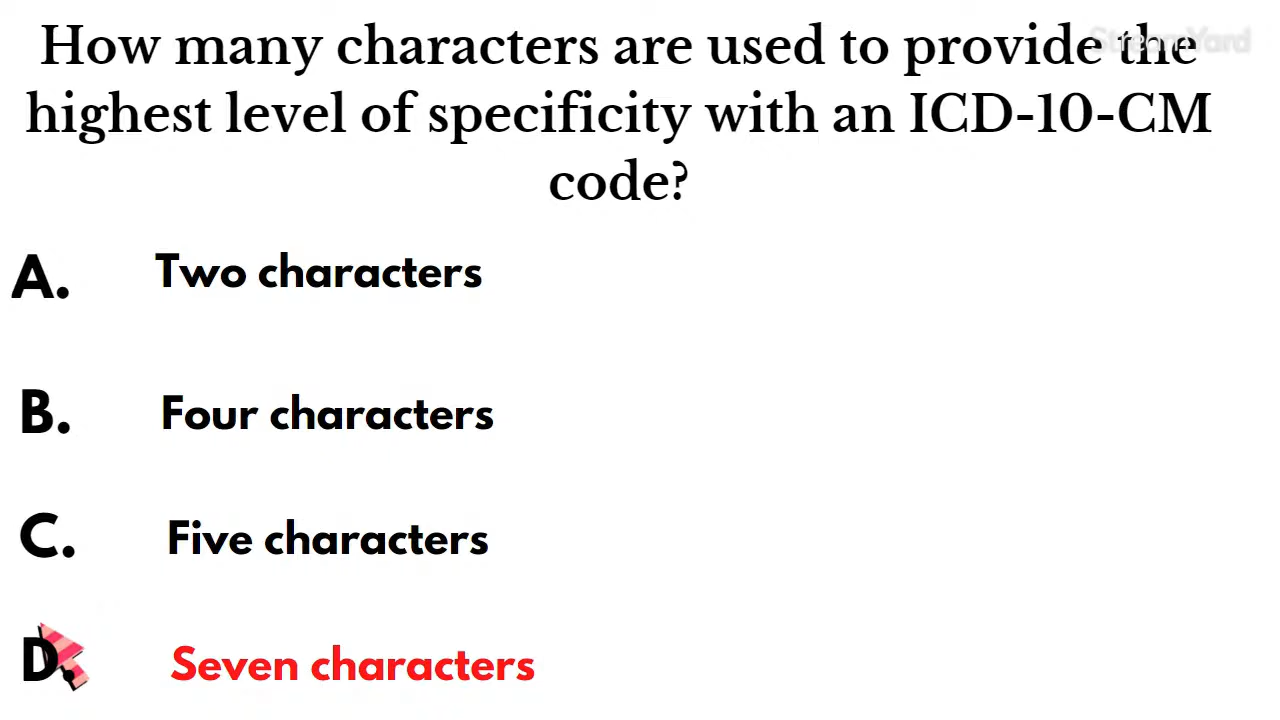 How many characters are used to provide the
highest level of specificity with an ICD-10-CM
code?
StreamYard
A. Two characters
B. Four characters
C. Five characters
D. Seven characters